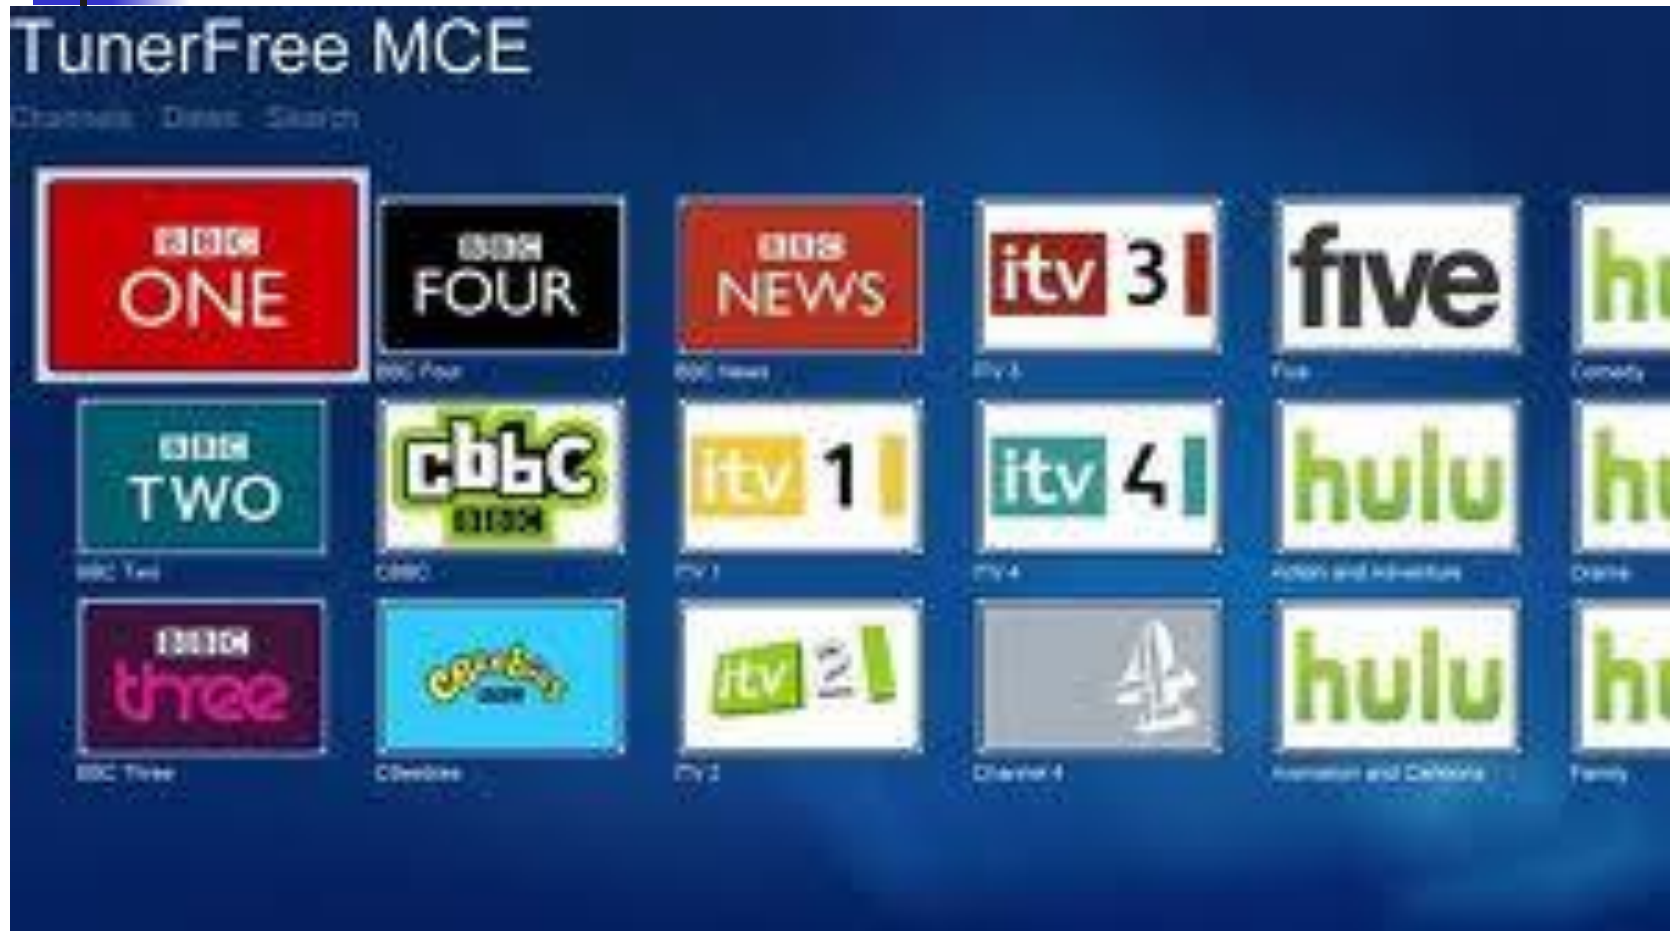 TunerFree MCE
Channels Dates Search
BBC ONE
BBC FOUR
BBC NEWS
itv 3
five
hu
BBC Four
BBC News
ITV 3
Five
Comedy
BBC TWO
cbbc BBC
itv 1
itv 4
hulu
hu
BBC Two
CBBC
ITV 1
ITV 4
Action and Adventure
Drama
BBC three
CBeebies BBC
itv 2
4
hulu
hu
BBC Three
CBeebies
ITV 2
Channel 4
Animation and Cartoons
Family